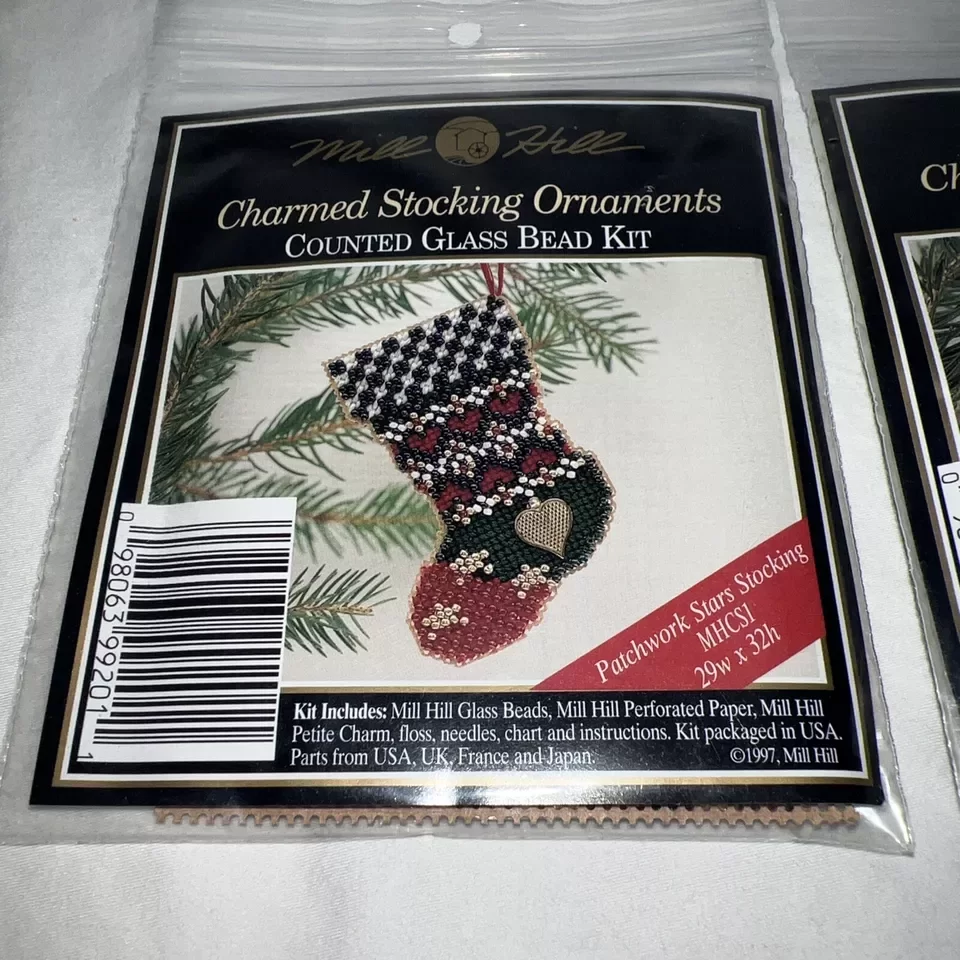 Mill Hill
Charmed Stocking Ornaments
COUNTED GLASS BEAD KIT
Patchwork Stars Stocking
MHCS1
29w x 32h
0 98063 99201 1
Kit Includes: Mill Hill Glass Beads, Mill Hill Perforated Paper, Mill Hill
Petite Charm, floss, needles, chart and instructions. Kit packaged in USA.
Parts from USA, UK, France and Japan. ©1997, Mill Hill
Ch
0